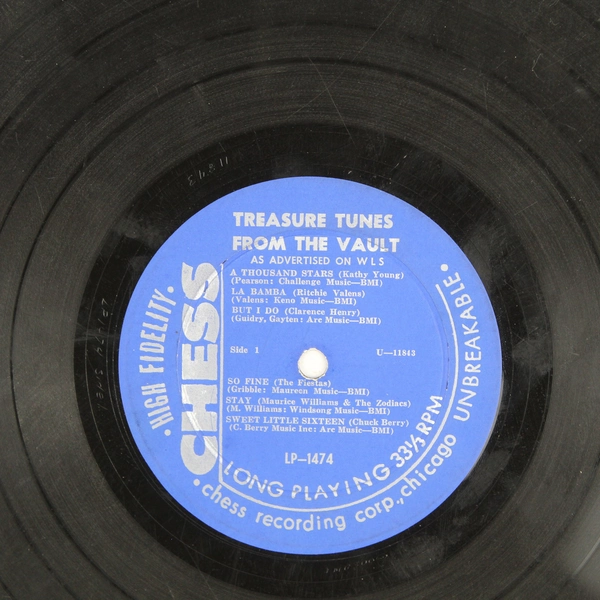 TREASURE TUNES
FROM THE VAULT
AS ADVERTISED ON WLS
A THOUSAND STARS (Kathy Young)
(Pearson: Challenge Music—BMI)
LA BAMBA (Ritchie Valens)
(Valens: Keno Music—BMI)
BUT I DO (Clarence Henry)
(Guidry, Gayten: Arc Music—BMI)
Side 1
U—11843
SO FINE (The Fiestas)
(Gribble: Maureen Music—BMI)
STAY (Maurice Williams & The Zodiacs)
(M. Williams: Windsong Music—BMI)
SWEET LITTLE SIXTEEN (Chuck Berry)
(C. Berry Music Inc: Arc Music—BMI)
LP—1474
LONG PLAYING 33⅓ RPM
CHESS
• HIGH FIDELITY •
• chess recording corp., chicago UNBREAKABLE •